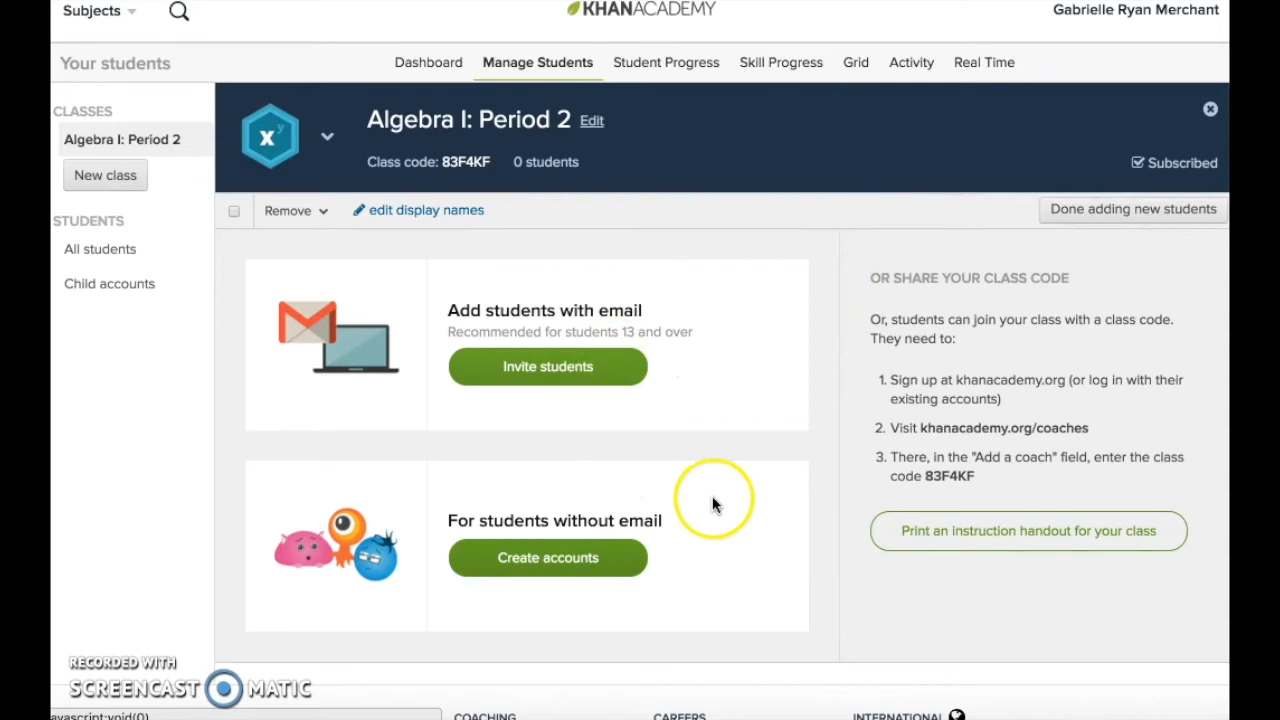 Subjects
KHANACADEMY
Gabrielle Ryan Merchant
Your students
Dashboard
Manage Students
Student Progress
Skill Progress
Grid
Activity
Real Time
CLASSES
Algebra I: Period 2
New class
STUDENTS
All students
Child accounts
x y
Algebra I: Period 2 Edit
Class code: 83F4KF 0 students
Subscribed
Remove
edit display names
Done adding new students
Add students with email
Recommended for students 13 and over
Invite students
For students without email
Create accounts
OR SHARE YOUR CLASS CODE
Or, students can join your class with a class code.
They need to:
1. Sign up at khanacademy.org (or log in with their
existing accounts)
2. Visit khanacademy.org/coaches
3. There, in the "Add a coach" field, enter the class
code 83F4KF
Print an instruction handout for your class
RECORDED WITH
SCREENCAST MATIC
avascript:void(0)
COACHING
CAREERS
INTERNATIONAL